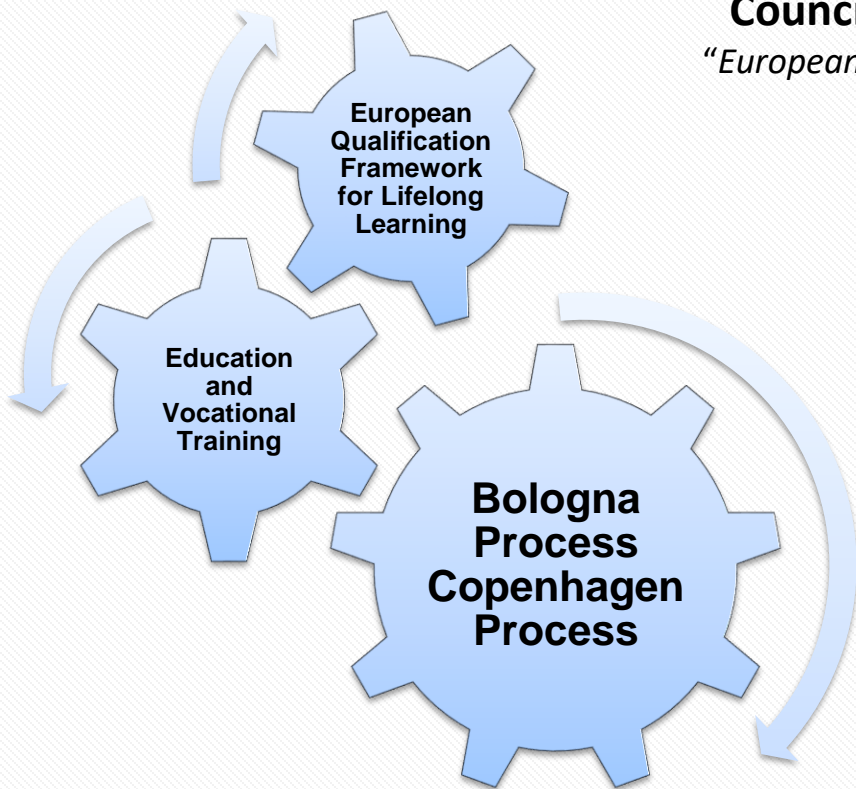 Counci
“European
European
Qualification
Framework
for Lifelong
Learning
Education
and
Vocational
Training
Bologna
Process
Copenhagen
Process